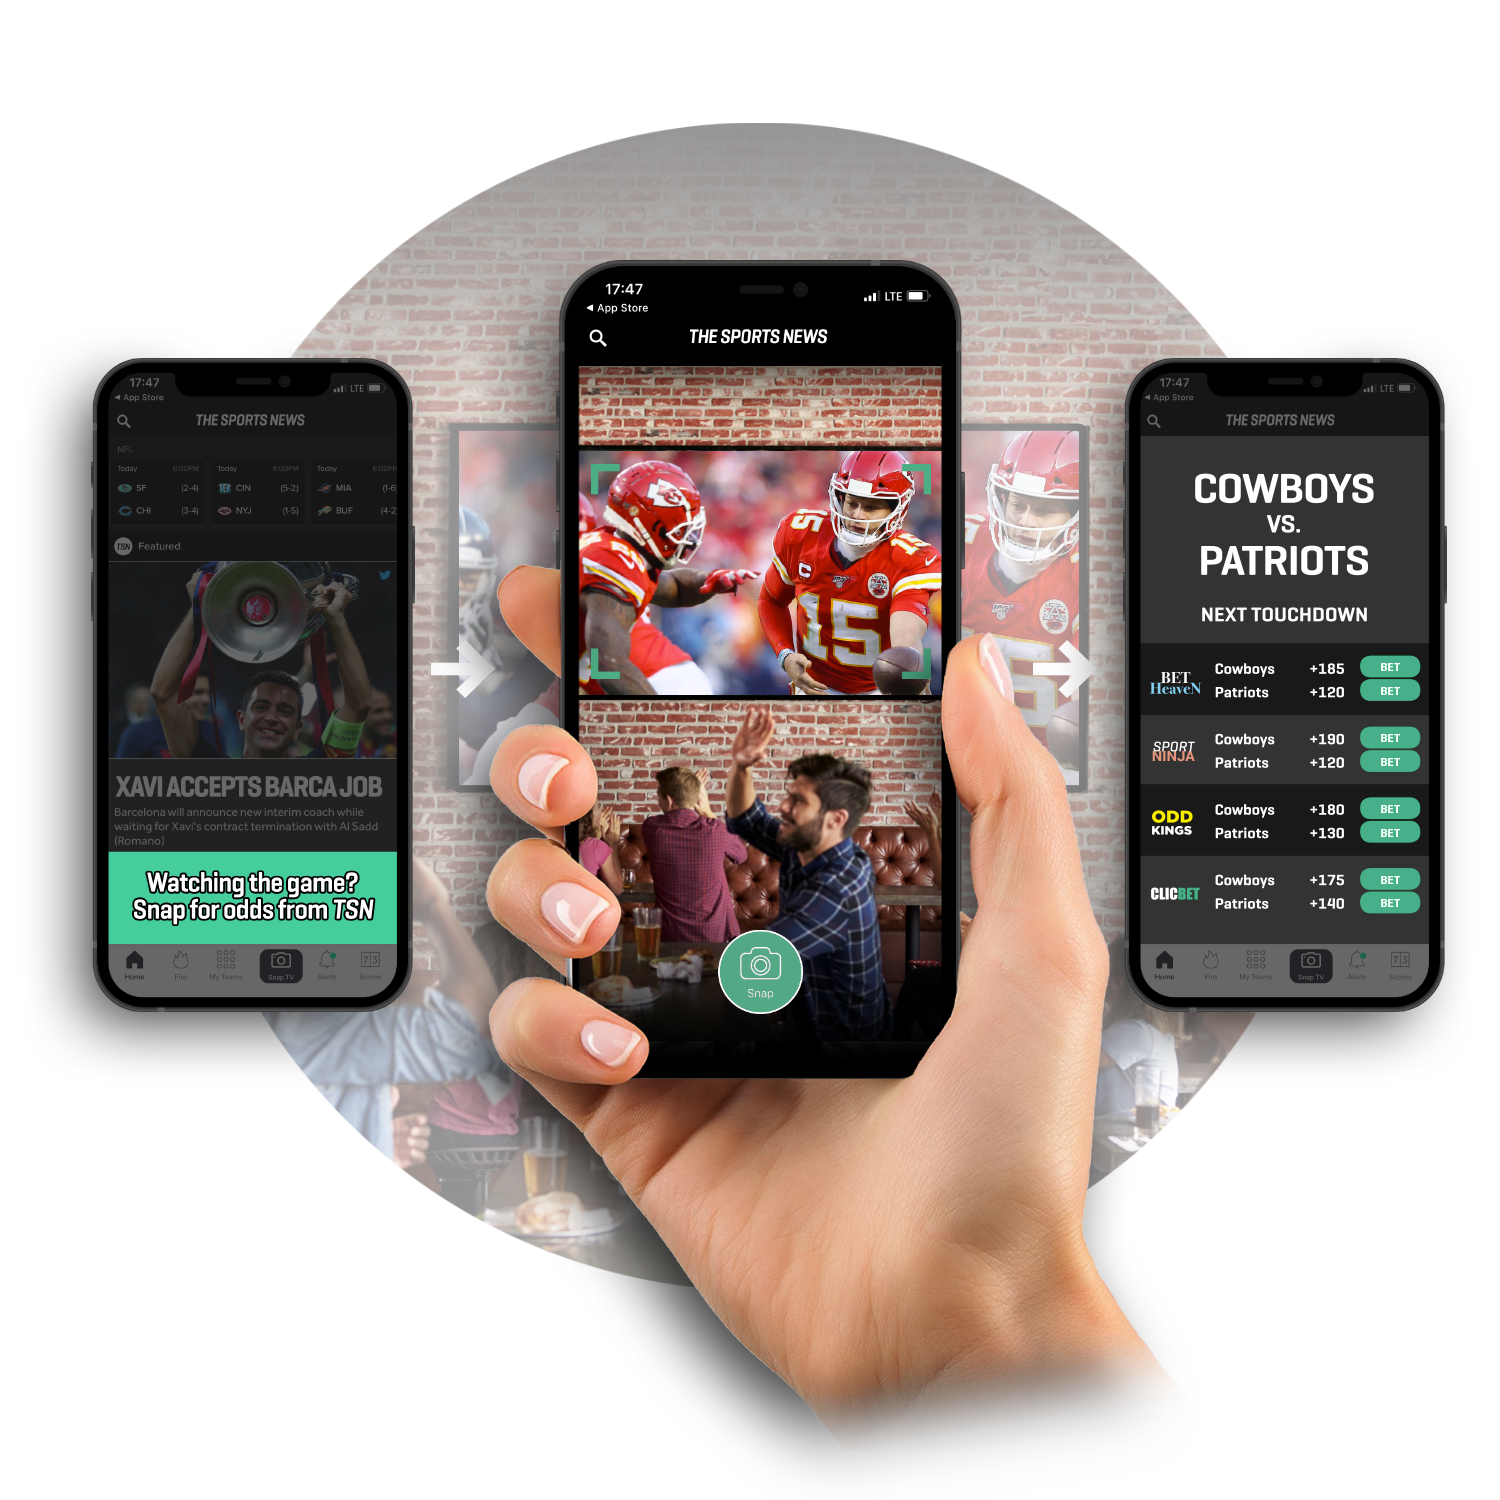 17:47
LTE
◄ App Store
THE SPORTS NEWS
NFL
Today 6:00PM
Today 6:00PM
Today 6:00PM
SF (2-4)
CIN (5-2)
MIA (1-6
CHI (3-4)
NYJ (1-5)
BUF (4-2
TSN Featured
XAVI ACCEPTS BARCA JOB
Barcelona will announce new interim coach while
waiting for Xavi's contract termination with Al Sadd
(Romano)
Watching the game?
Snap for odds from TSN
Home Fire My Teams Snap TV Alerts 73 Scores
17:47
LTE
◄ App Store
THE SPORTS NEWS
15
15
C
15
Snap
17:47
LTE
◄ App Store
THE SPORTS NEWS
COWBOYS
VS.
PATRIOTS
NEXT TOUCHDOWN
BET
HeaveN
Cowboys +185 BET
Patriots +120 BET
SPORT
NINJA
Cowboys +190 BET
Patriots +120 BET
ODD
KINGS
Cowboys +180 BET
Patriots +130 BET
CLICBET
Cowboys +175 BET
Patriots +140 BET
Home Fire My Teams Snap TV Alerts 73 Scores